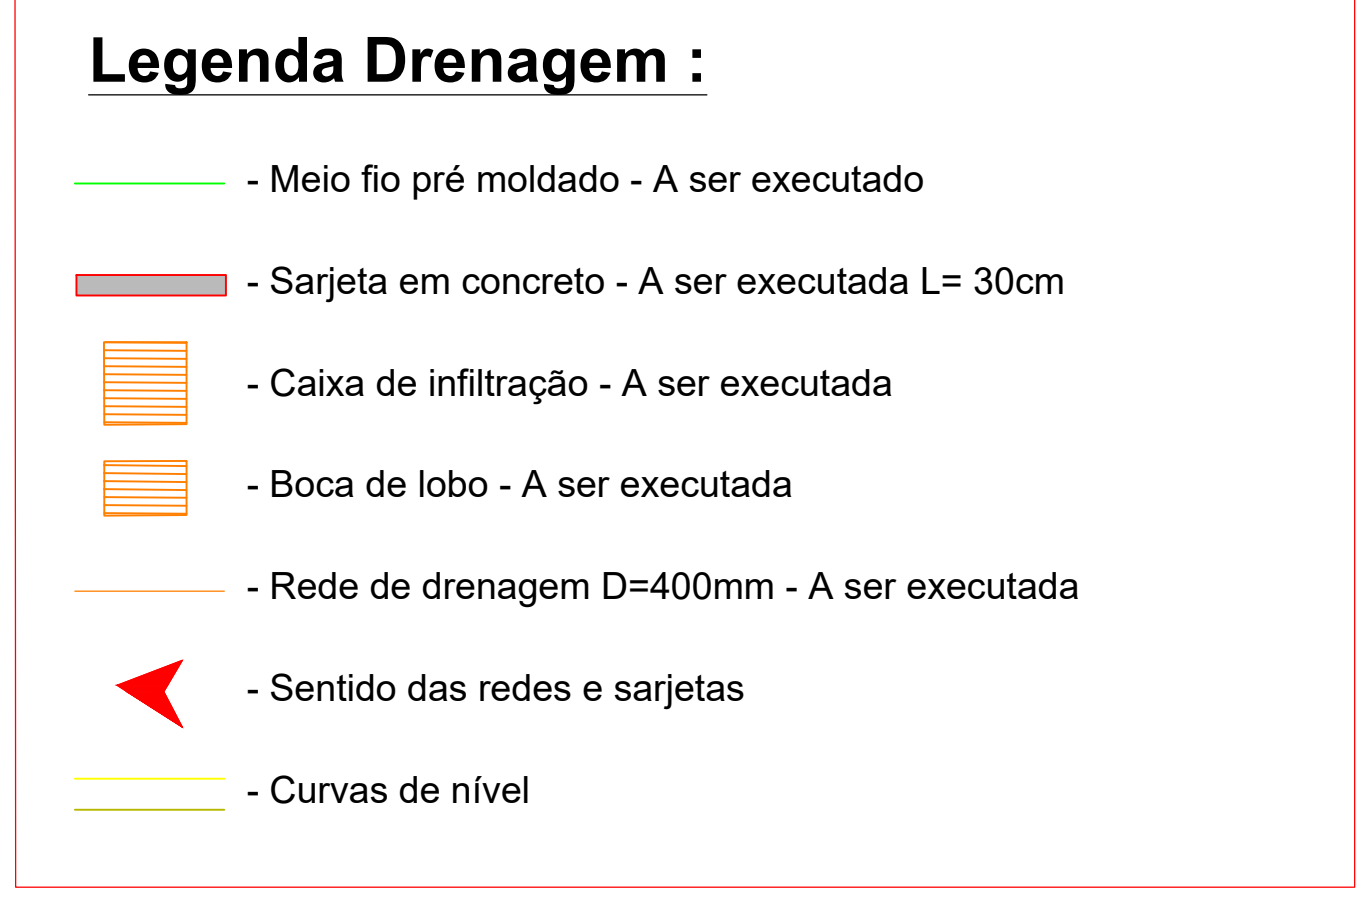 Legenda Drenagem :
- Meio fio pré moldado - A ser executado
- Sarjeta em concreto - A ser executada L= 30cm
- Caixa de infiltração - A ser executada
- Boca de lobo - A ser executada
- Rede de drenagem D=400mm - A ser executada
- Sentido das redes e sarjetas
- Curvas de nível